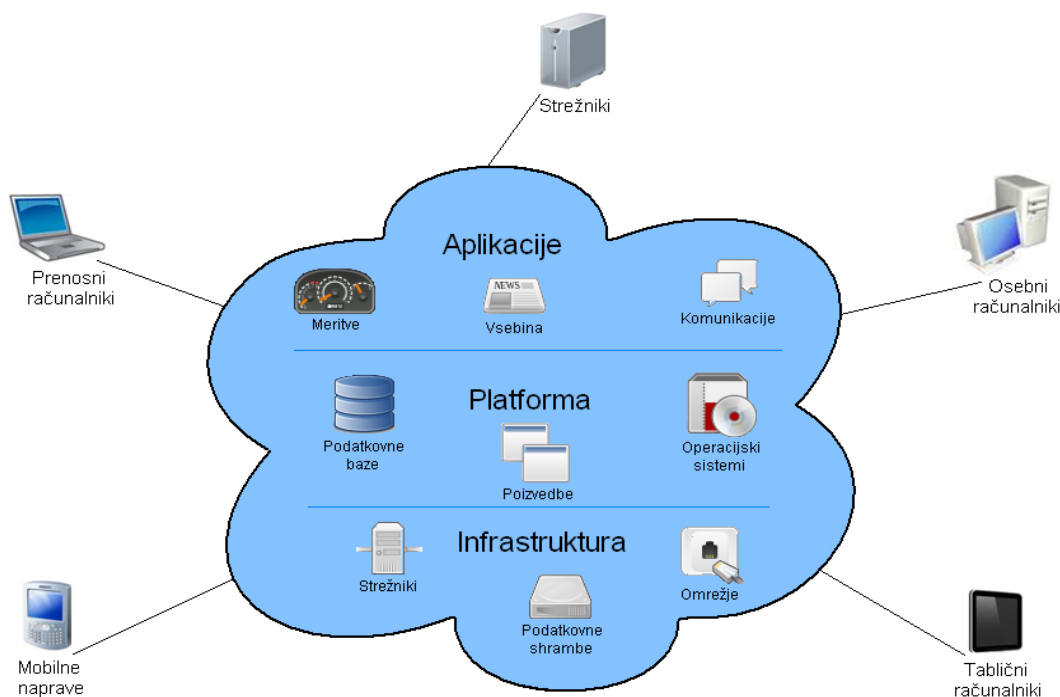 Strežniki
Prenosni
računalniki
Osebni
računalniki
Aplikacije
Meritve
NEWS
Vsebina
Komunikacije
Platforma
Podatkovne
baze
Poizvedbe
Operacijski
sistemi
Infrastruktura
Strežniki
Podatkovne
shrambe
Omrežje
Mobilne
naprave
Tablični
računalniki